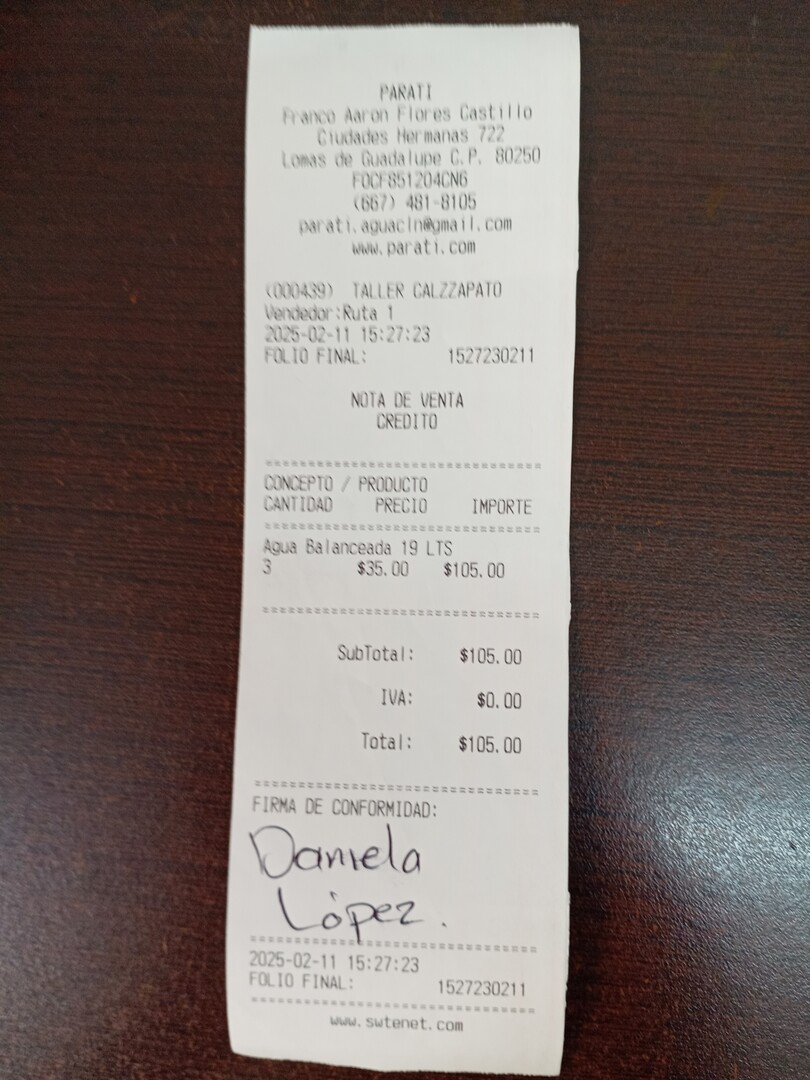 PARATI
Franco Aaron Flores Castillo
Ciudades Hermanas 722
Lomas de Guadalupe C.P. 80250
FOCF851204CN6
(667) 481-8105
parati.aguacln@gmail.com
www.parati.com
(000439) TALLER CALZZAPATO
Vendedor:Ruta 1
2025-02-11 15:27:23
FOLIO FINAL: 1527230211
NOTA DE VENTA
CREDITO
CONCEPTO / PRODUCTO
CANTIDAD PRECIO IMPORTE
Agua Balanceada 19 LTS
3 $35.00 $105.00
SubTotal: $105.00
IVA: $0.00
Total: $105.00
FIRMA DE CONFORMIDAD:
Daniela
López.
2025-02-11 15:27:23
FOLIO FINAL: 1527230211
www.swtenet.com